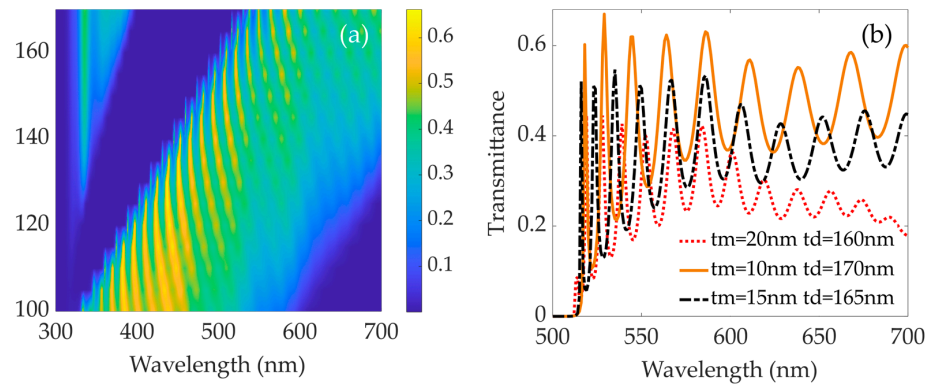 (a)
160
140
120
100
300 400 500 600 700
Wavelength (nm)
0.6
0.5
0.4
0.3
0.2
0.1
(b)
Transmittance
0.6
0.4
0.2
0
tm=20nm td=160nm
tm=10nm td=170nm
tm=15nm td=165nm
500 550 600 650 700
Wavelength (nm)